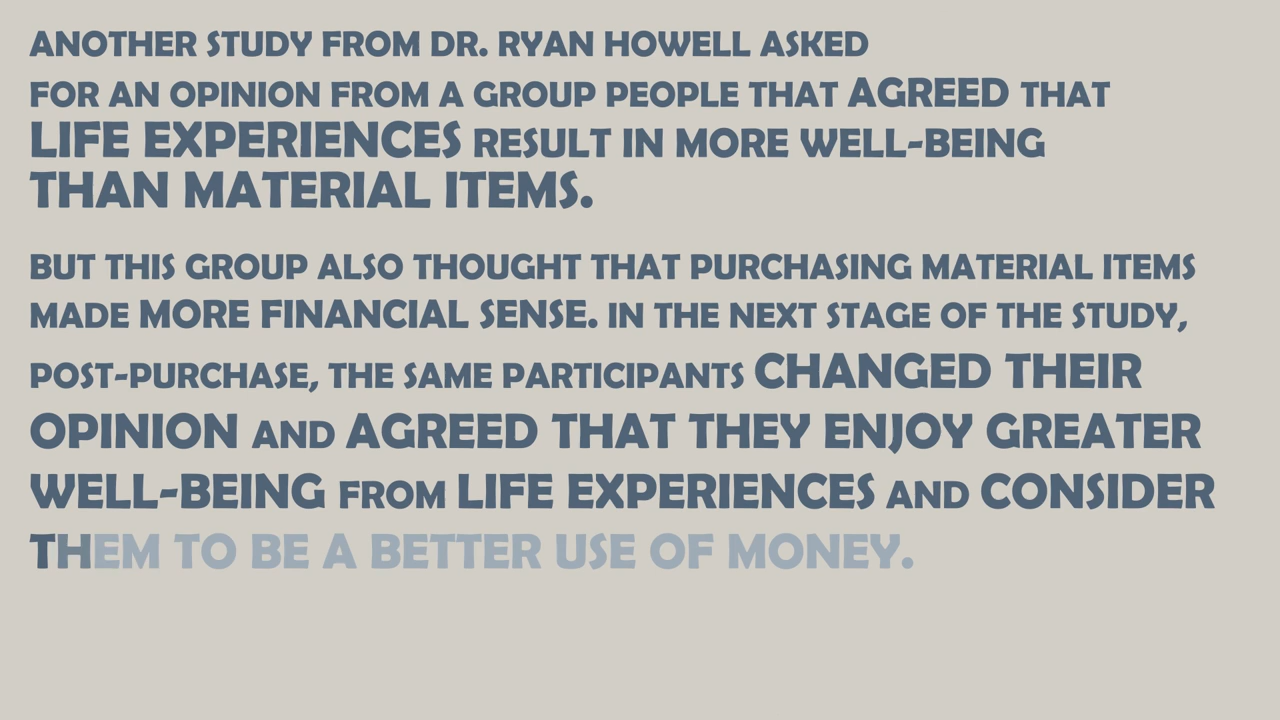 ANOTHER STUDY FROM DR. RYAN HOWELL ASKED
FOR AN OPINION FROM A GROUP PEOPLE THAT AGREED THAT
LIFE EXPERIENCES RESULT IN MORE WELL-BEING
THAN MATERIAL ITEMS.
BUT THIS GROUP ALSO THOUGHT THAT PURCHASING MATERIAL ITEMS
MADE MORE FINANCIAL SENSE. IN THE NEXT STAGE OF THE STUDY,
POST-PURCHASE, THE SAME PARTICIPANTS CHANGED THEIR
OPINION AND AGREED THAT THEY ENJOY GREATER
WELL-BEING FROM LIFE EXPERIENCES AND CONSIDER
THEM TO BE A BETTER USE OF MONEY.